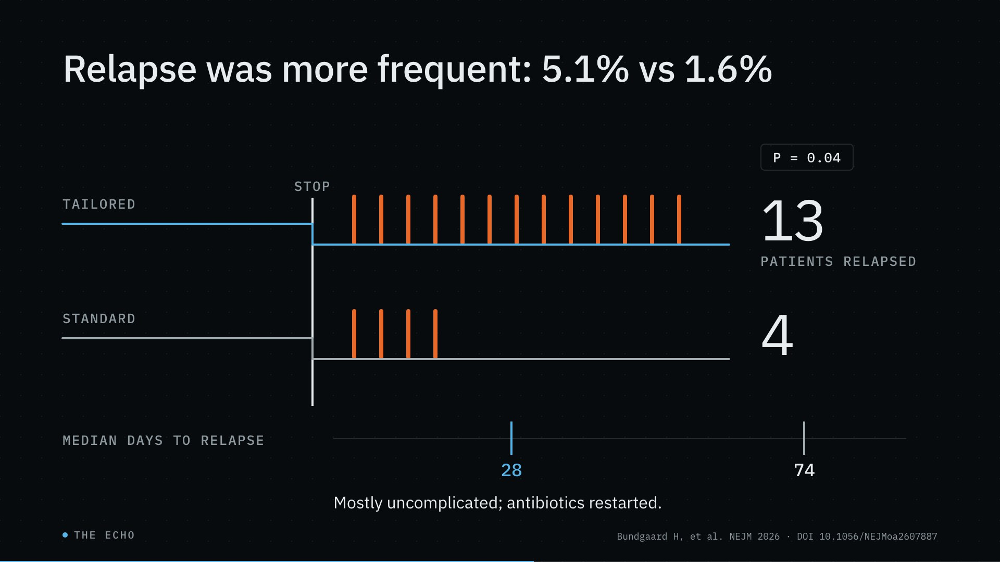 Relapse was more frequent: 5.1% vs 1.6%
P = 0.04
STOP
TAILORED
13
PATIENTS RELAPSED
STANDARD
4
MEDIAN DAYS TO RELAPSE
28
74
Mostly uncomplicated; antibiotics restarted.
THE ECHO
Bundgaard H, et al. NEJM 2026 · DOI 10.1056/NEJMoa2607887